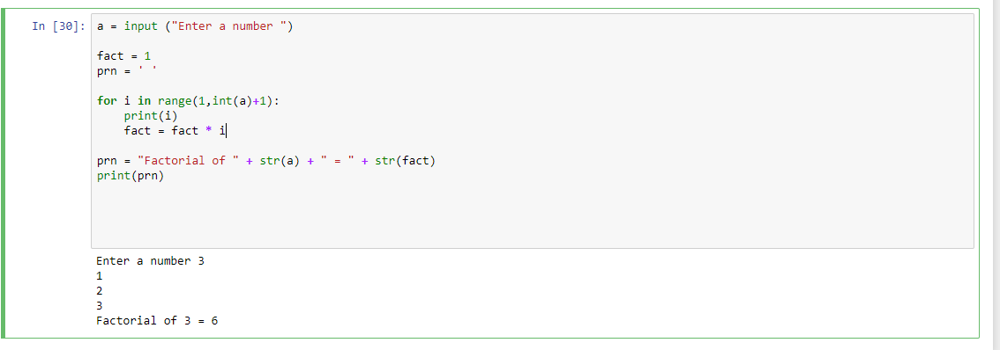 In [30]: a = input ("Enter a number ")
fact = 1
prn = ' '
for i in range(1,int(a)+1):
    print(i)
    fact = fact * i
prn = "Factorial of " + str(a) + " = " + str(fact)
print(prn)
Enter a number 3
1
2
3
Factorial of 3 = 6